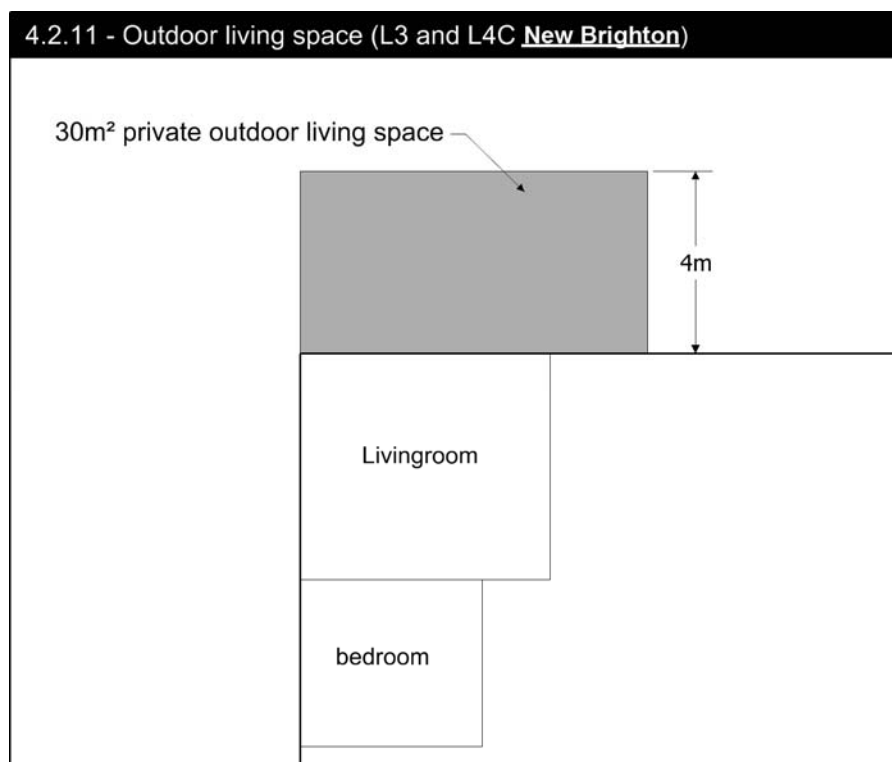 4.2.11 - Outdoor living space (L3 and L4C New Brighton)
30m² private outdoor living space
4m
Livingroom
bedroom